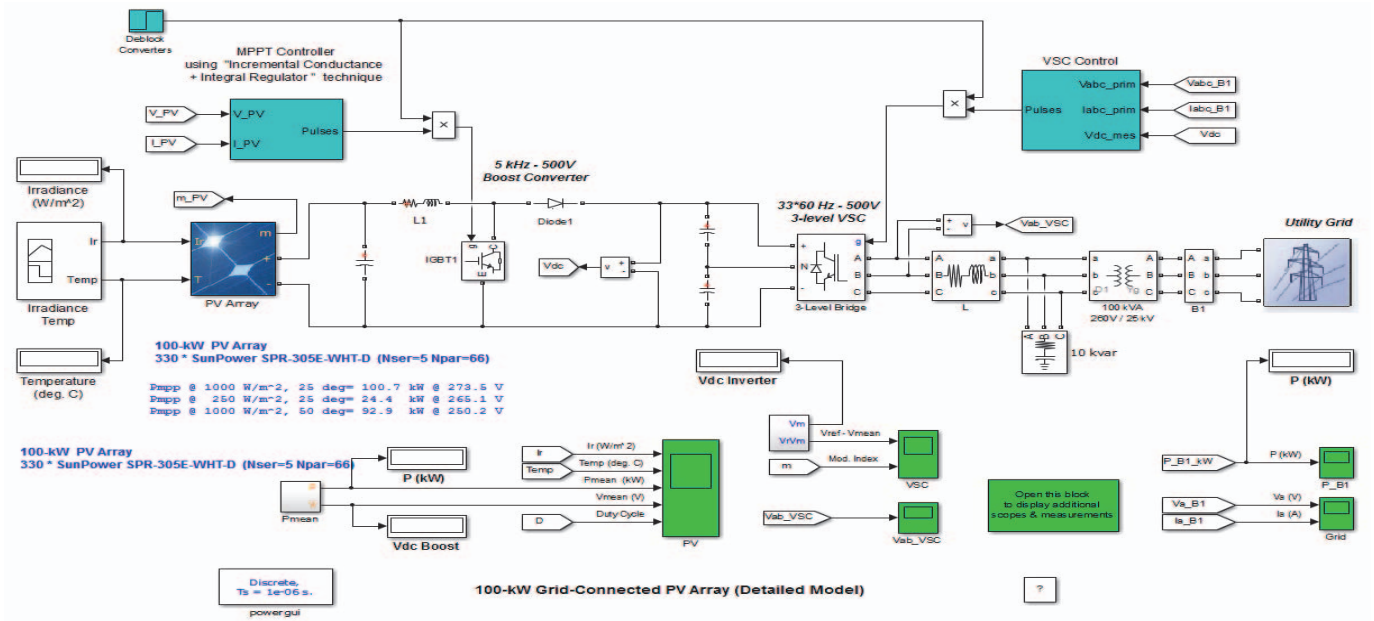 Deblock
Converters
MPPT Controller
using "Incremental Conductance
+ Integral Regulator " technique
V_PV
I_PV
V_PV
I_PV
Pulses
×
5 kHz - 500V
Boost Converter
VSC Control
Vabc_prim
Iabc_prim
Vdc_mes
Pulses
Vabc_B1
Iabc_B1
Vdc
×
Irradiance
(W/m^2)
m_PV
Ir
Temp
Irradiance
Temp
Ir
T
m
+
-
PV Array
L1
Diode1
g
C
E
IGBT1
Vdc
v
+
-
33*60 Hz - 500V
3-level VSC
g
+
N
-
A
B
C
3-Level Bridge
+
-
v
Vab_VSC
A
B
C
a
b
c
L
A
B
C
10 kvar
a
b
c
A
B
C
D1
Yg
100 kVA
260V / 25 kV
A
B
C
a
b
c
B1
Utility Grid
Temperature
(deg. C)
100-kW PV Array
330 * SunPower SPR-305E-WHT-D (Nser=5 Npar=66)
Pmpp @ 1000 W/m^2, 25 deg= 100.7 kW @ 273.5 V
Pmpp @ 250 W/m^2, 25 deg= 24.4 kW @ 265.1 V
Pmpp @ 1000 W/m^2, 50 deg= 92.9 kW @ 250.2 V
Vdc Inverter
P (kW)
100-kW PV Array
330 * SunPower SPR-305E-WHT-D (Nser=5 Npar=66)
P (kW)
Pmean
Vdc Boost
Ir
Temp
D
Ir (W/m^2)
Temp (deg. C)
Pmean (kW)
Vmean (V)
Duty Cycle
PV
Vm
VrVm
Vref - Vmean
m
Mod. Index
VSC
Vab_VSC
Vab_VSC
Open this block
to display additional
scopes & measurements
P_B1_kW
P (kW)
P_B1
Va_B1
Ia_B1
Va (V)
Ia (A)
Grid
Discrete,
Ts = 1e-06 s.
powergui
100-kW Grid-Connected PV Array (Detailed Model)
?